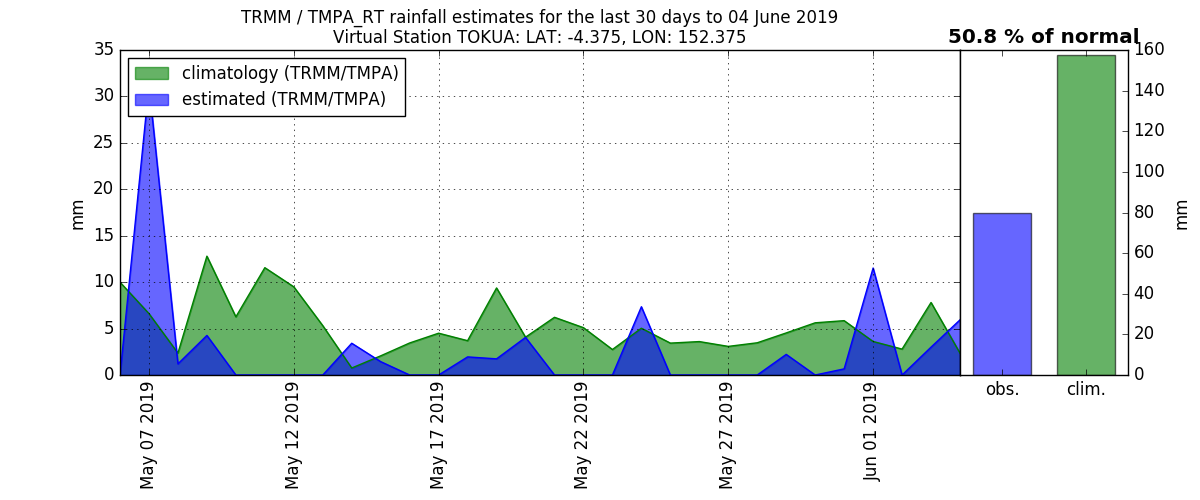 TRMM / TMPA_RT rainfall estimates for the last 30 days to 04 June 2019
Virtual Station TOKUA: LAT: -4.375, LON: 152.375
50.8 % of normal
climatology (TRMM/TMPA)
estimated (TRMM/TMPA)
35
30
25
20
15
10
5
0
mm
May 07 2019
May 12 2019
May 17 2019
May 22 2019
May 27 2019
Jun 01 2019
obs.
clim.
160
140
120
100
80
60
40
20
0
mm